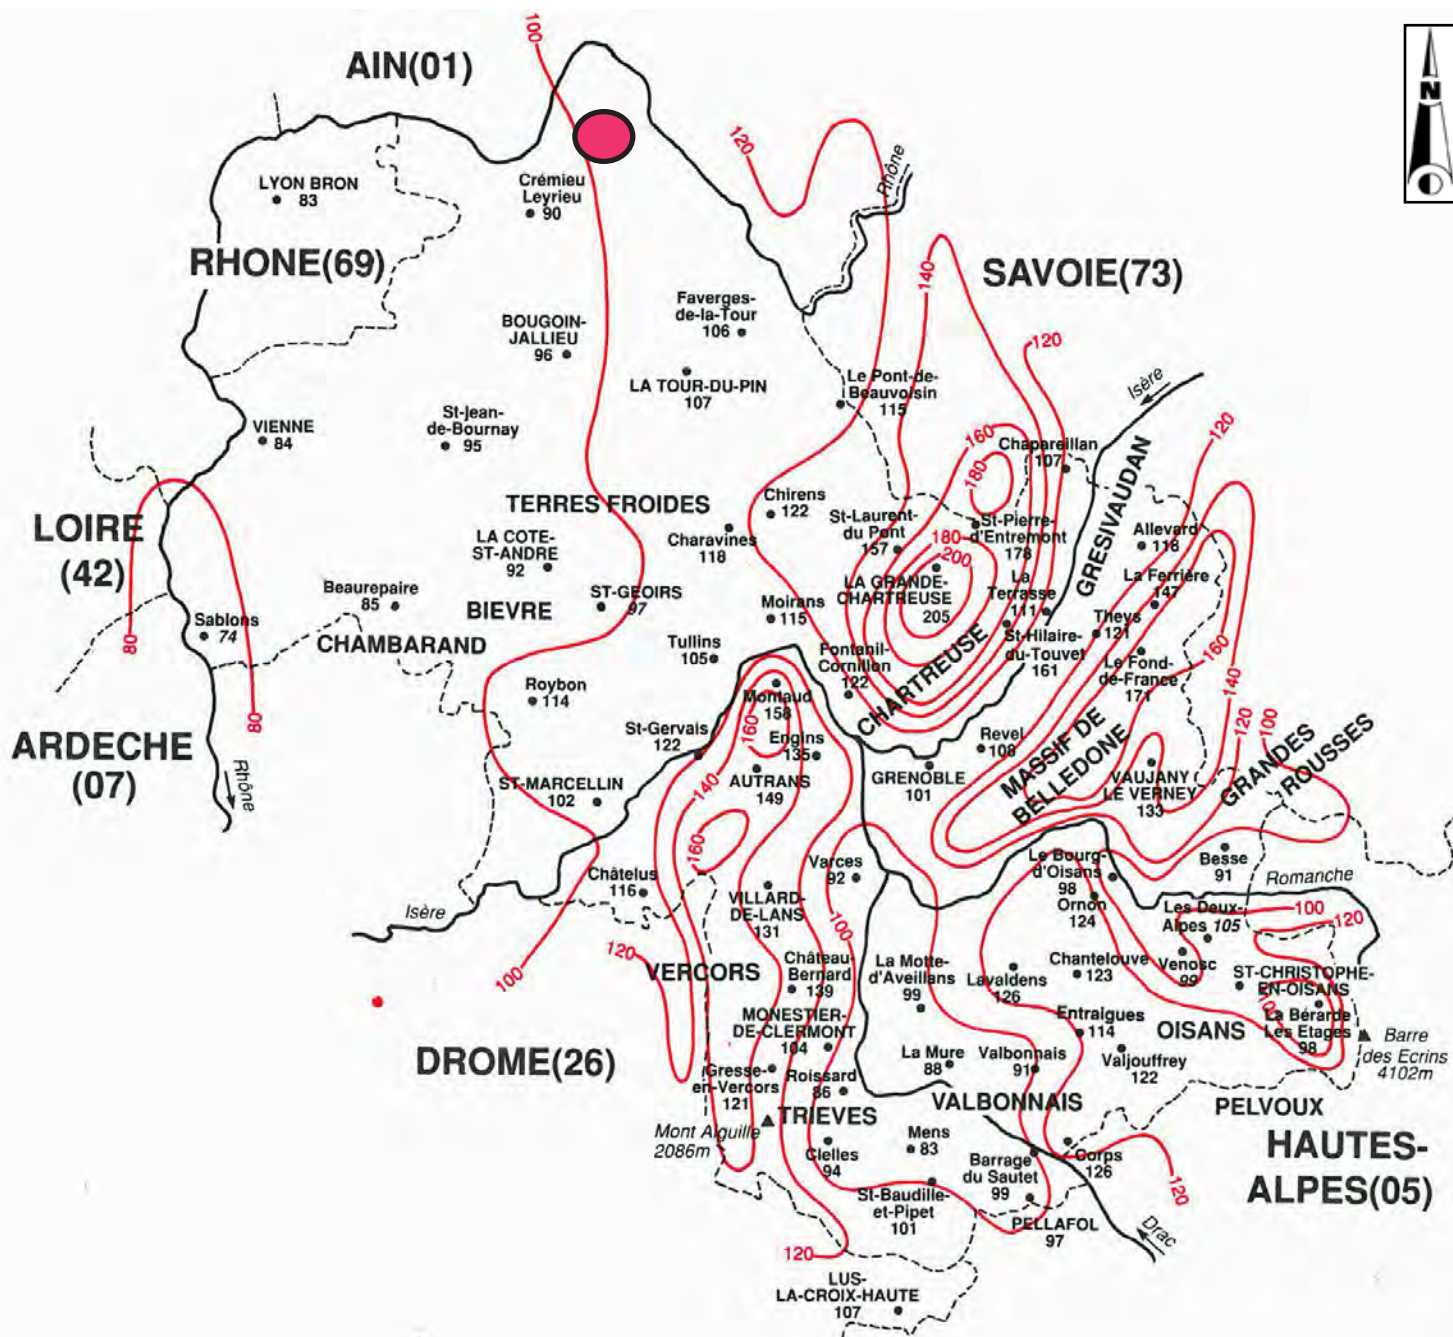 100
AIN(01)
N
120
Rhône
LYON BRON
83
Crémieu
Leyrieu
90
RHONE(69)
140
SAVOIE(73)
Faverges-
de-la-Tour
106
BOUGOIN-
JALLIEU
96
120
Isère
LA TOUR-DU-PIN
107
Le Pont-de-
Beauvoisin
115
St-Jean-
de-Bournay
95
VIENNE
84
160
120
Chapareillan
107
180
GRESIVAUDAN
TERRES FROIDES
Chirens
122
LOIRE
(42)
LA COTE-
ST-ANDRE
92
Charavines
118
St-Laurent-
du Pont
157
St-Pierre-
d'Entremont
178
180
200
Allevard
118
La Ferrière
147
Beaurepaire
85
BIEVRE
ST-GEOIRS
97
Moirans
115
LA GRANDE-
CHARTREUSE
205
La
Terrasse
111
Theys
121
Sablons
74
80
CHAMBARAND
Tullins
105
Fontanil-
Cornillon
122
St-Hilaire-
du-Touvet
161
Le Fond-
de-France
171
160
140
CHARTREUSE
80
Roybon
114
Montaud
158
160
St-Gervais
122
Engins
135
Revel
108
MASSIF DE
BELLEDONE
120
100
ARDECHE
(07)
Rhône
ST-MARCELLIN
102
140
AUTRANS
149
GRENOBLE
101
VAUJANY
LE VERNEY
133
GRANDES
ROUSSES
160
Varces
92
Le Bourg-
d'Oisans
98
Besse
91
Châtelus
116
Isère
VILLARD-
DE-LANS
131
Ornon
124
Romanche
Les Deux-
Alpes 105
100
120
100
120
100
VERCORS
Château-
Bernard
139
La Motte-
d'Aveillans
99
Lavaldens
126
Chantelouve
123
Venosc
99
ST-CHRISTOPHE-
EN-OISANS
100
MONESTIER-
DE-CLERMONT
104
Entraigues
114
OISANS
La Bérarde
Les Etages
98
Barre
des Ecrins
4102m
DROME(26)
Gresse-
en-Vercors
121
Roissard
86
La Mure
88
Valbonnais
91
Valjouffrey
122
TRIEVES
VALBONNAIS
PELVOUX
Mont Aiguille
2086m
Clelles
94
Mens
83
Barrage
du Sautet
99
Corps
126
120
HAUTES-
ALPES(05)
St-Baudille-
et-Pipet
101
PELLAFOL
97
Drac
120
LUS-
LA-CROIX-HAUTE
107